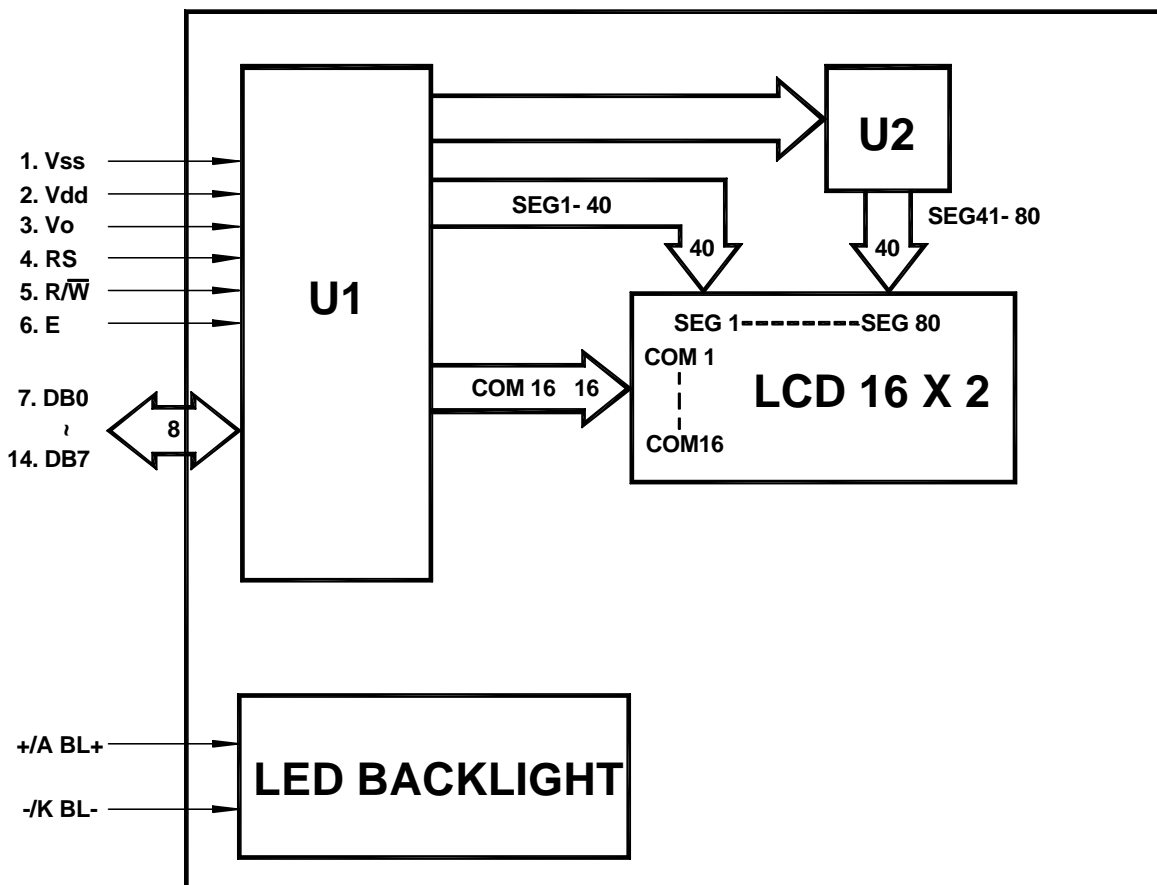 U2
1. Vss
2. Vdd
SEG1- 40
SEG41- 80
3. Vo
40
40
4. RS
5. R/W̅
U1
6. E
SEG 1
SEG 80
COM 1
COM 16 16
LCD 16 X 2
7. DB0
~
8
COM16
14. DB7
+/A BL+
LED BACKLIGHT
-/K BL-